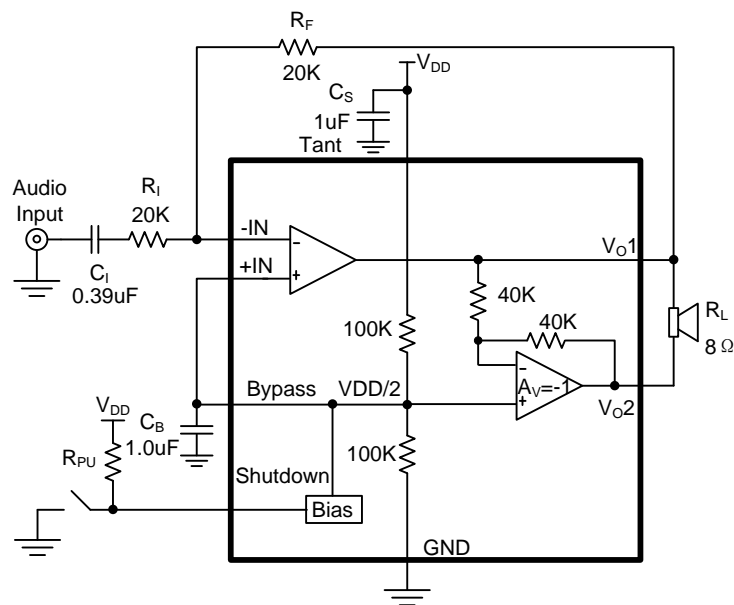 R_F
20K
V_DD
C_S
1uF
Tant
Audio
Input
R_I
20K
-IN
+IN
C_I
0.39uF
V_O1
40K
40K
R_L
8 Ω
100K
A_V=-1
V_O2
Bypass
VDD/2
V_DD
C_B
1.0uF
R_PU
100K
Shutdown
Bias
GND